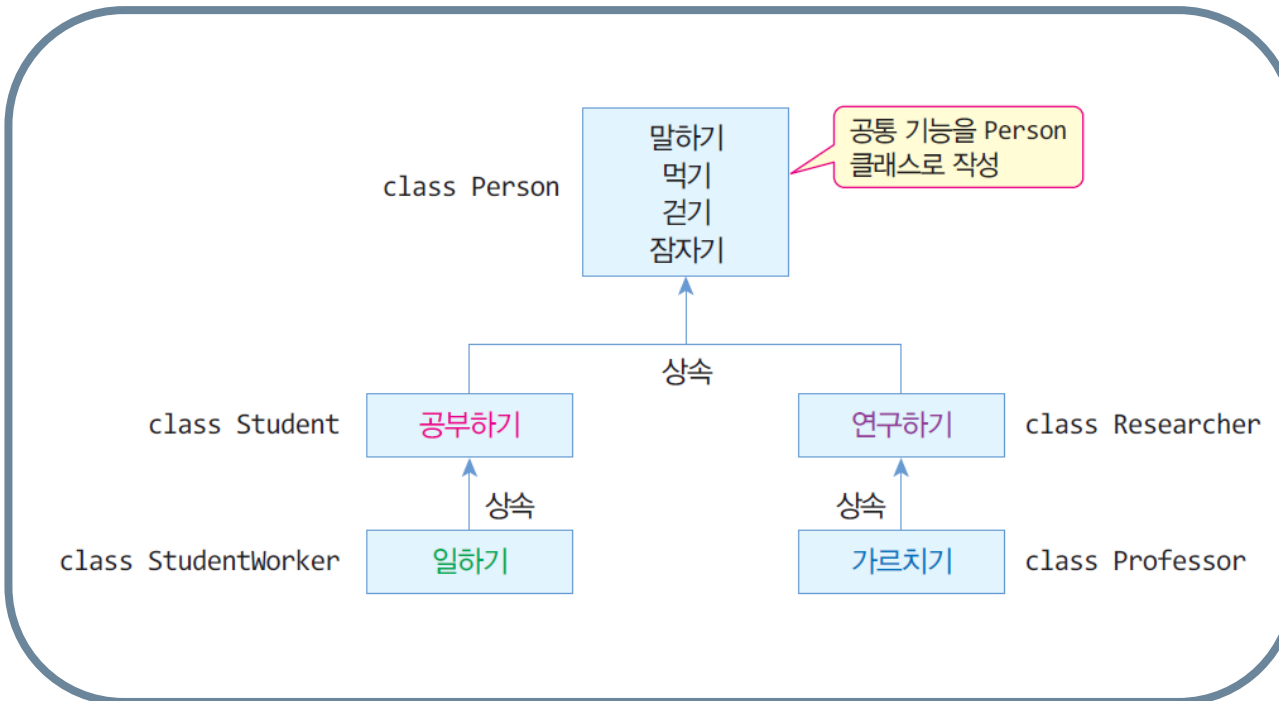 말하기
먹기
걷기
잠자기
class Person
공통 기능을 Person
클래스로 작성
상속
class Student
공부하기
연구하기
class Researcher
상속
상속
class StudentWorker
일하기
가르치기
class Professor